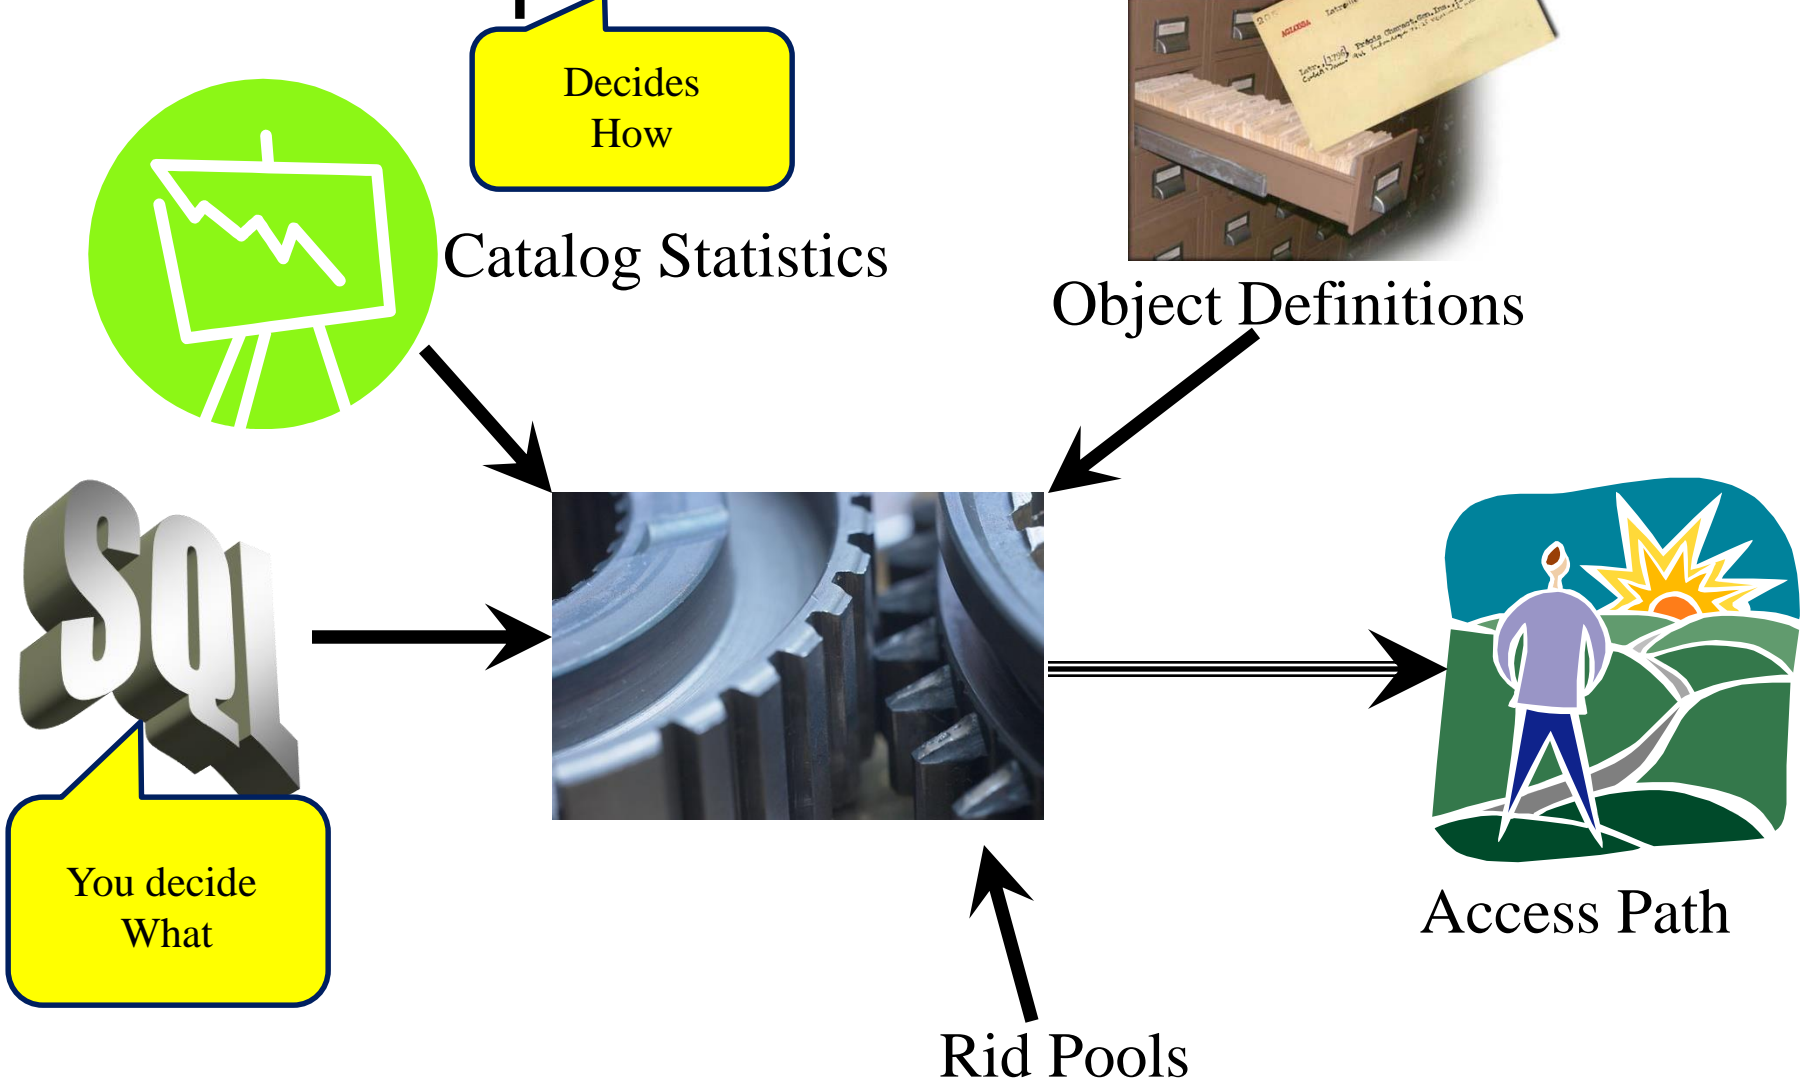 Decides
How
Catalog Statistics
Object Definitions
SQL
You decide
What
Access Path
Rid Pools